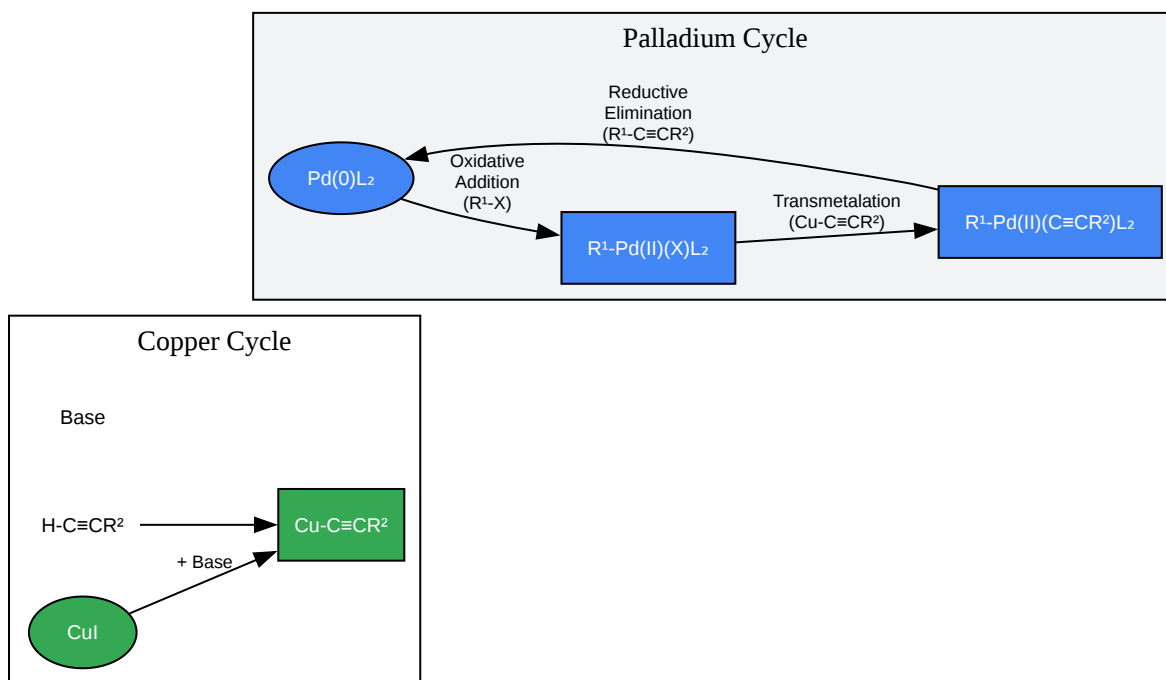 Palladium Cycle
Reductive
Elimination
(R¹-C≡CR²)
Pd(0)L₂
Oxidative
Addition
(R¹-X)
R¹-Pd(II)(X)L₂
Transmetalation
(Cu-C≡CR²)
R¹-Pd(II)(C≡CR²)L₂
Copper Cycle
Base
H-C≡CR²
Cu-C≡CR²
+ Base
CuI